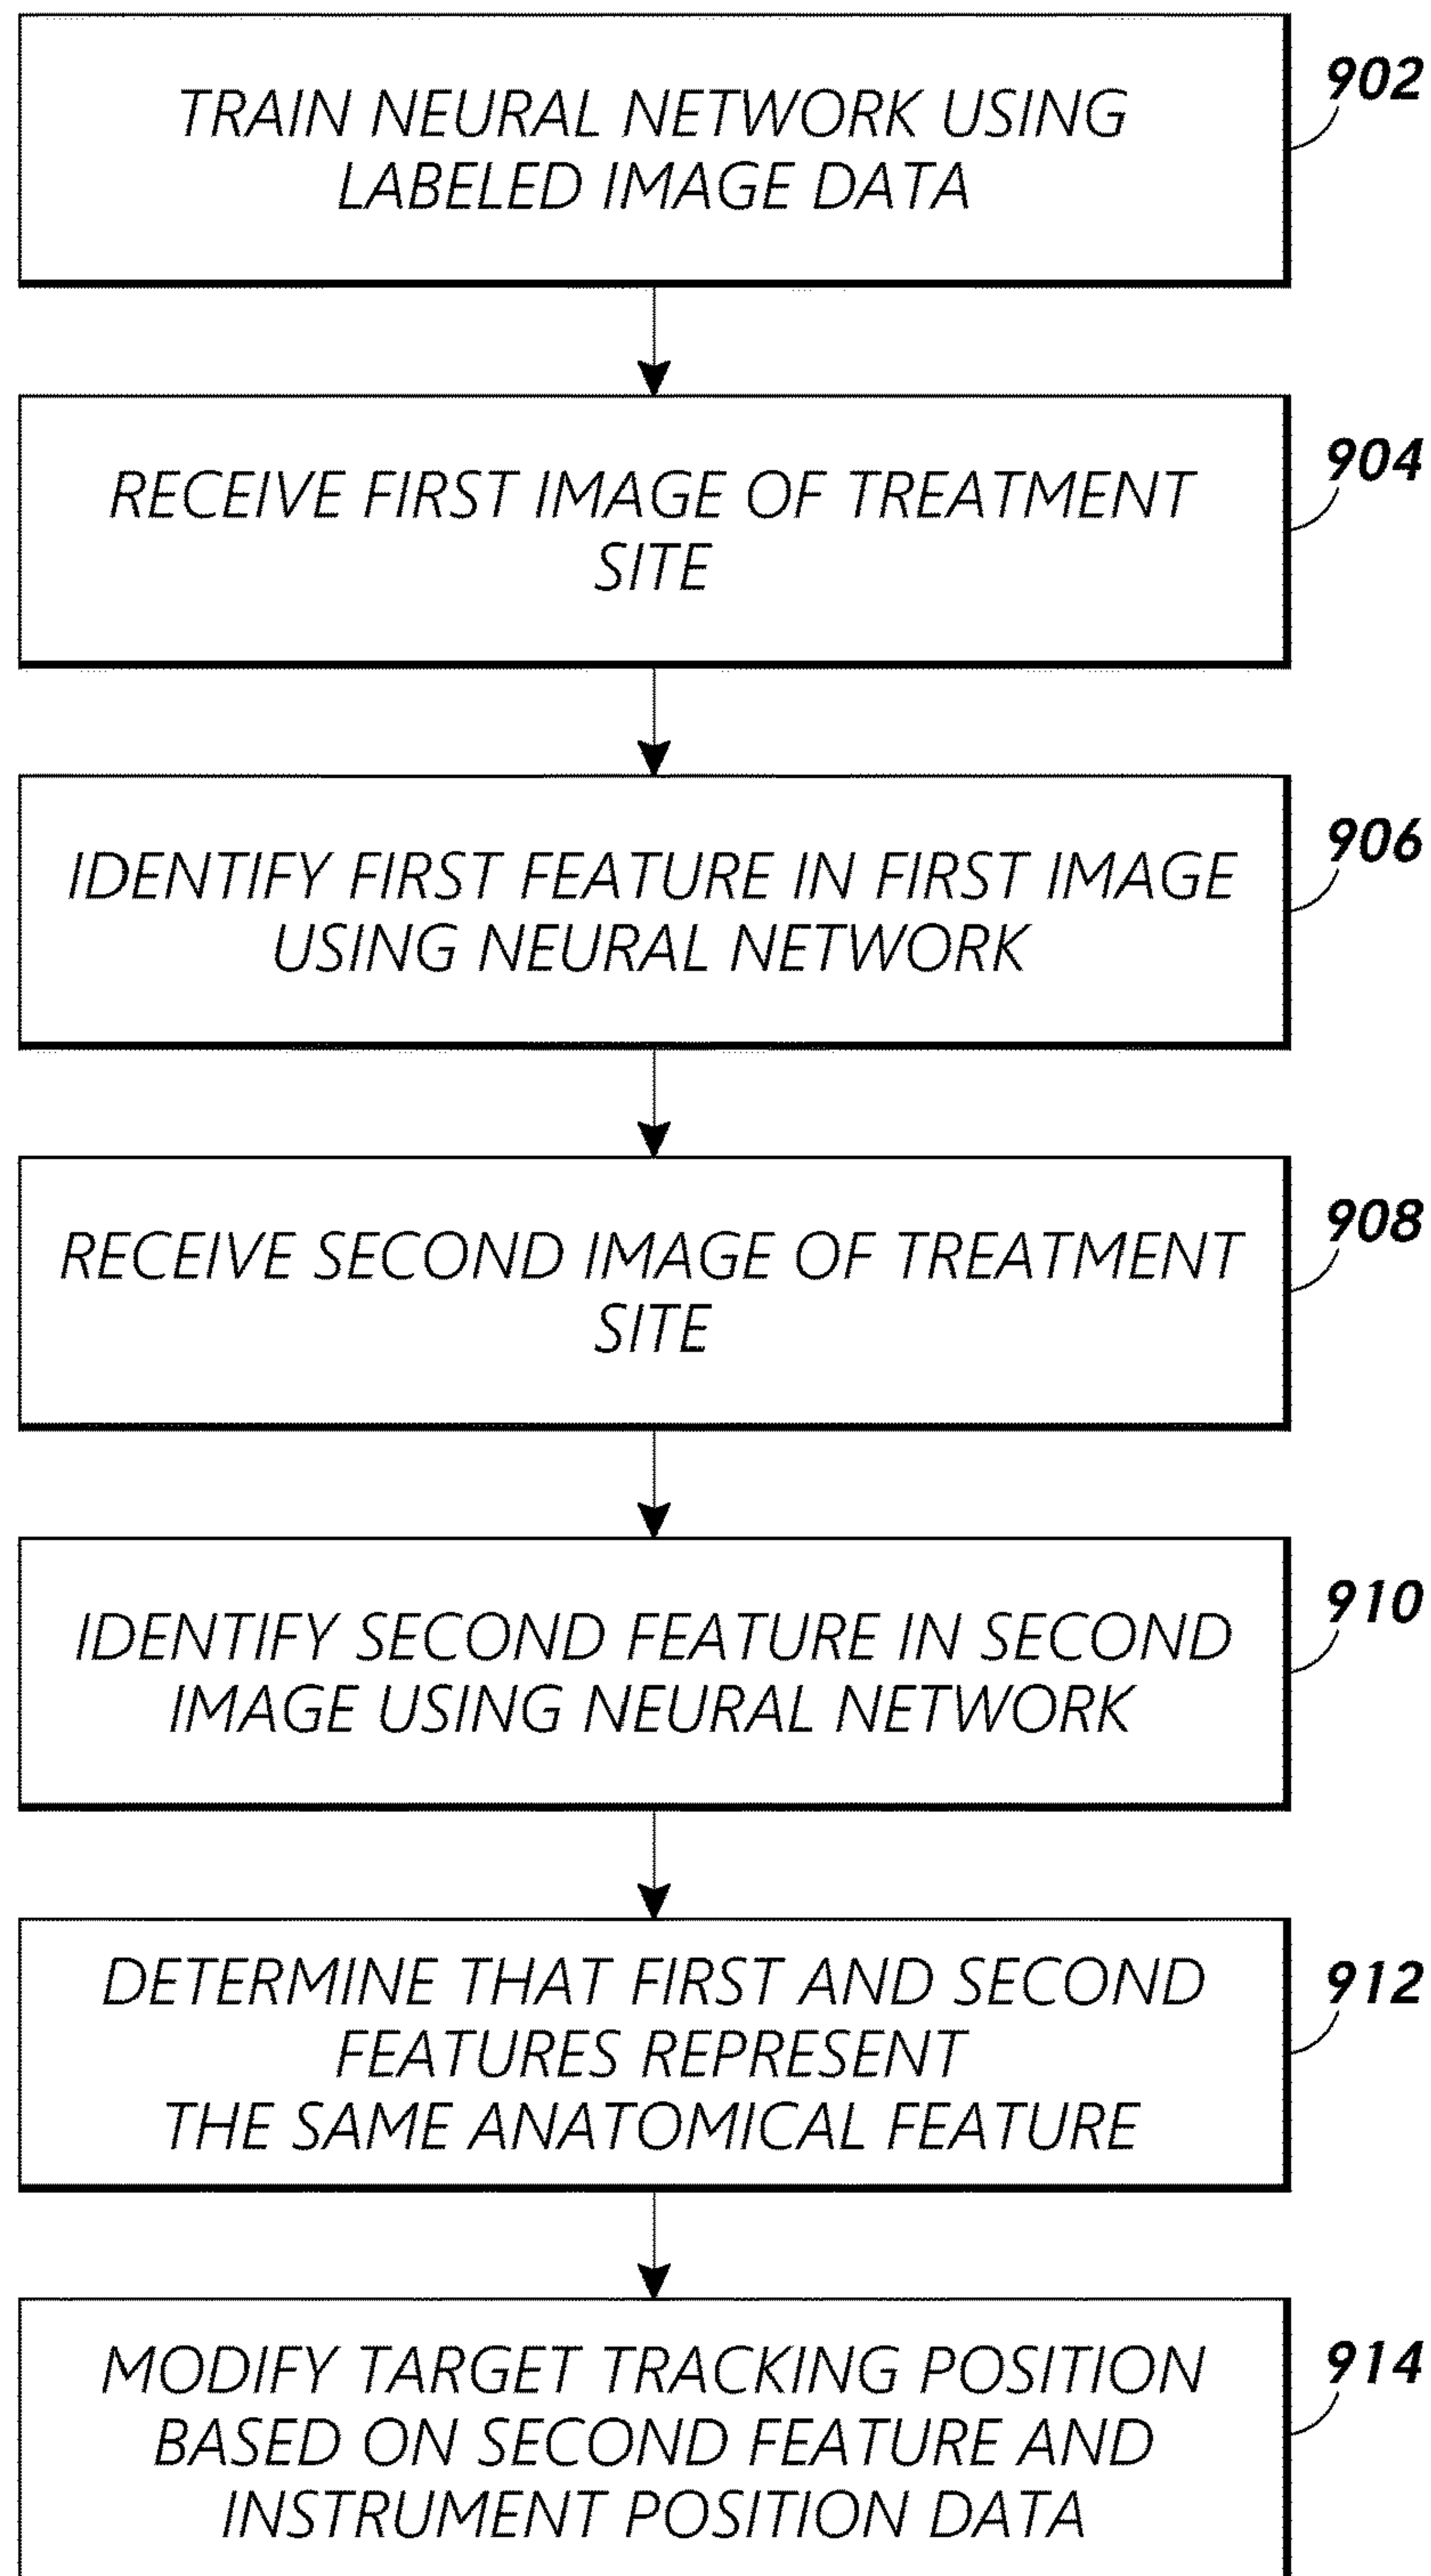 TRAIN NEURAL NETWORK USING
LABELED IMAGE DATA
902
RECEIVE FIRST IMAGE OF TREATMENT
SITE
904
IDENTIFY FIRST FEATURE IN FIRST IMAGE
USING NEURAL NETWORK
906
RECEIVE SECOND IMAGE OF TREATMENT
SITE
908
IDENTIFY SECOND FEATURE IN SECOND
IMAGE USING NEURAL NETWORK
910
DETERMINE THAT FIRST AND SECOND
FEATURES REPRESENT
THE SAME ANATOMICAL FEATURE
912
MODIFY TARGET TRACKING POSITION
BASED ON SECOND FEATURE AND
INSTRUMENT POSITION DATA
914